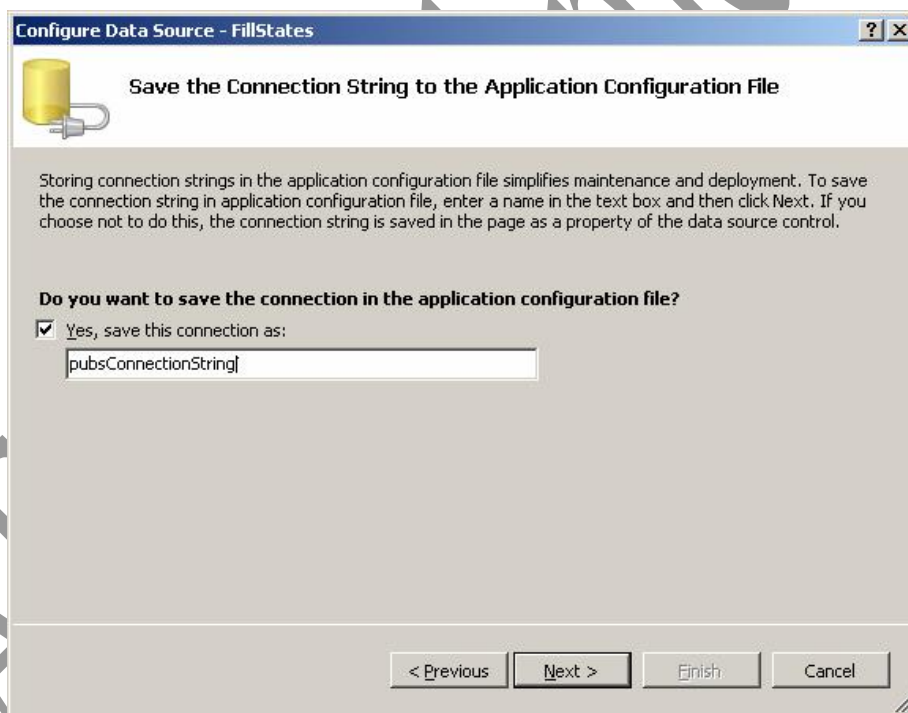 Configure Data Source - FillStates
Save the Connection String to the Application Configuration File
Storing connection strings in the application configuration file simplifies maintenance and deployment. To save
the connection string in application configuration file, enter a name in the text box and then click Next. If you
choose not to do this, the connection string is saved in the page as a property of the data source control.
Do you want to save the connection in the application configuration file?
Yes, save this connection as:
pubsConnectionString
< Previous Next > Finish Cancel